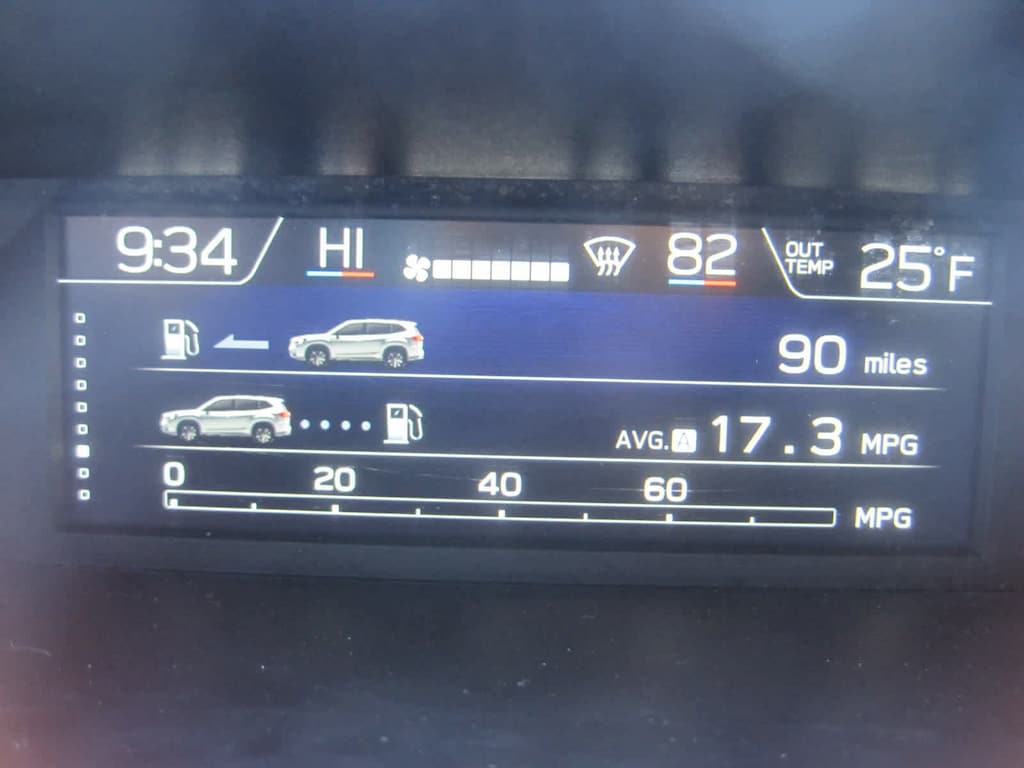 9:34 HI 82 OUT TEMP 25°F
90 miles
AVG. A 17.3 MPG
0 20 40 60
MPG